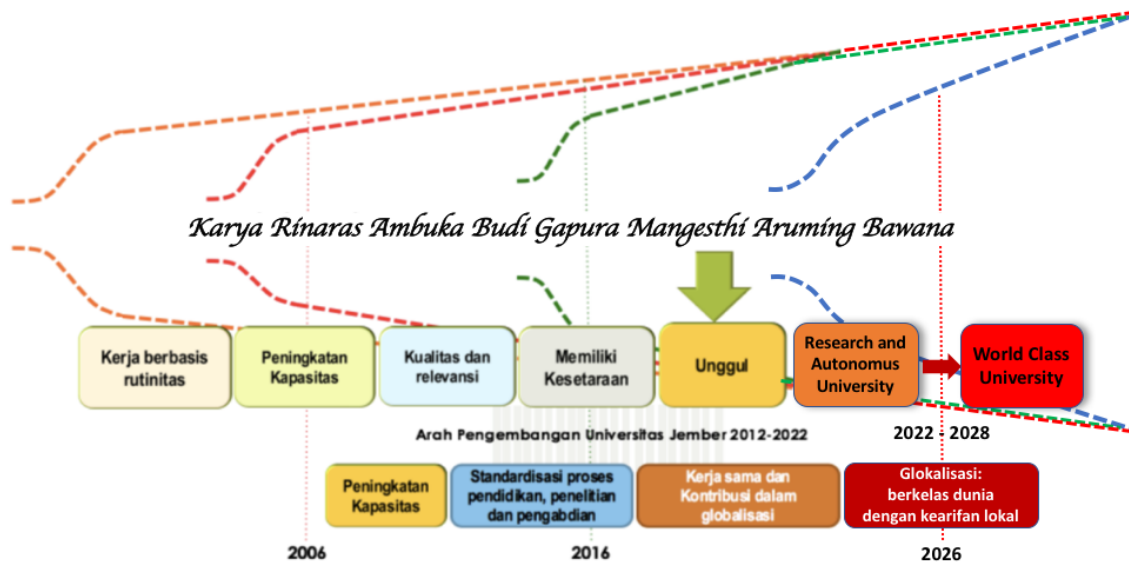 Karya Rinaras Ambuka Budi Gapura Mangesthi Aruming Bawana
Kerja berbasis
rutinitas
Peningkatan
Kapasitas
Kualitas dan
relevansi
Memiliki
Kesetaraan
Unggul
Research and
Autonomus
University
World Class
University
Arah Pengembangan Universitas Jember 2012-2022
2022 - 2028
Peningkatan
Kapasitas
Standardisasi proses
pendidikan, penelitian
dan pengabdian
Kerja sama dan
Kontribusi dalam
globalisasi
Glokalisasi:
berkelas dunia
dengan kearifan lokal
2006
2016
2026